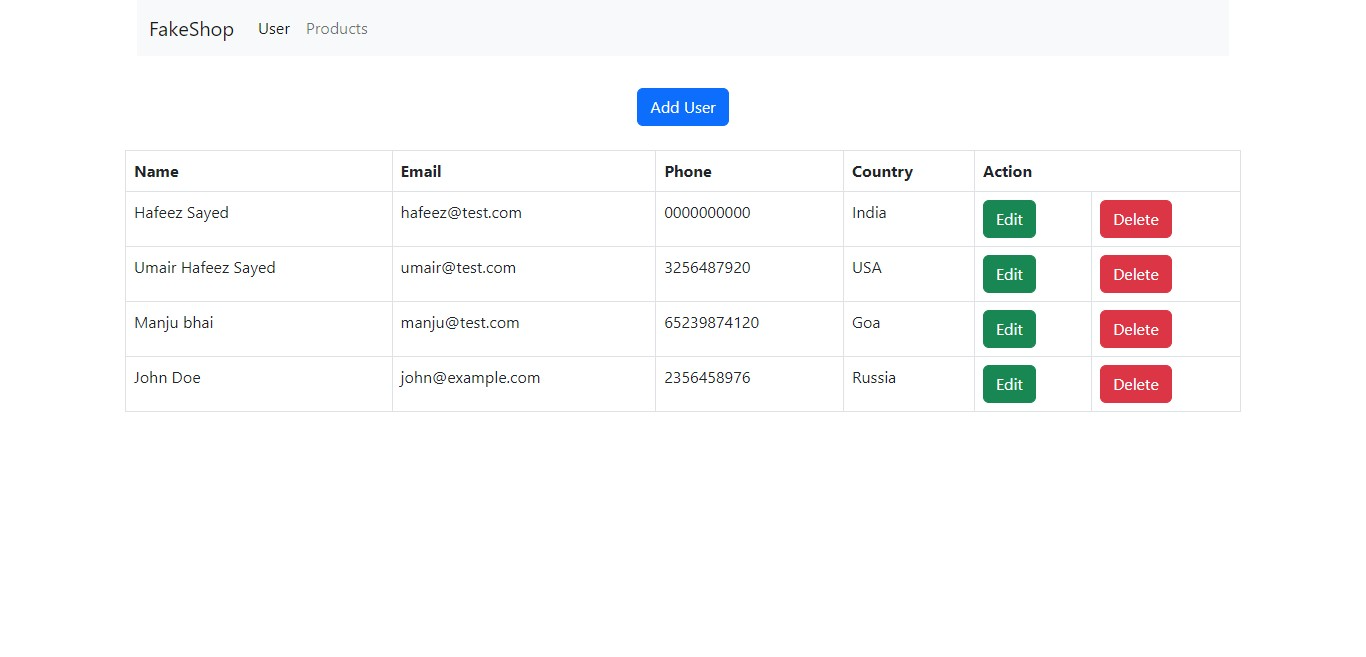 FakeShop User Products
Add User
Name Email Phone Country Action
Hafeez Sayed hafeez@test.com 0000000000 India Edit Delete
Umair Hafeez Sayed umair@test.com 3256487920 USA Edit Delete
Manju bhai manju@test.com 65239874120 Goa Edit Delete
John Doe john@example.com 2356458976 Russia Edit Delete